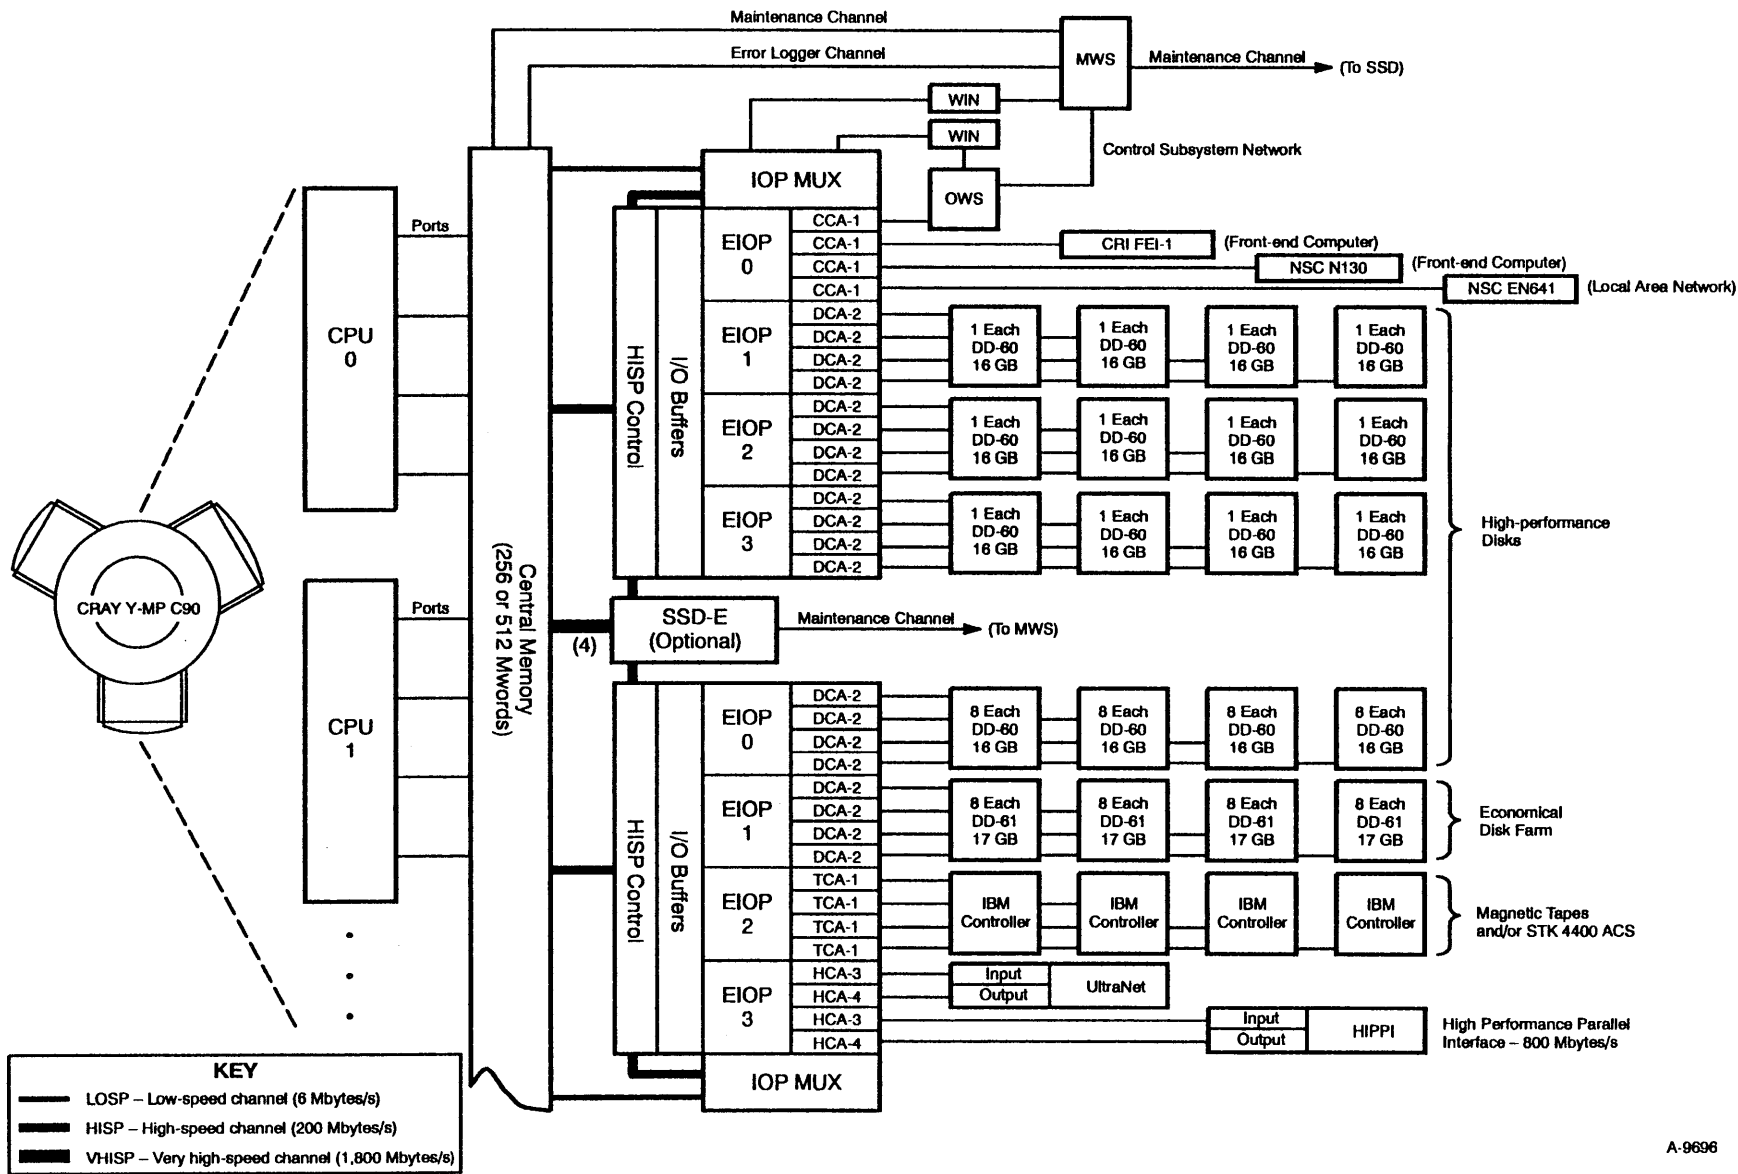 Maintenance Channel
Error Logger Channel
MWS
Maintenance Channel
(To SSD)
WIN
WIN
Control Subsystem Network
OWS
IOP MUX
CPU
0
Ports
Central Memory
(256 or 512 Mwords)
HISP Control
I/O Buffers
EIOP
0
CCA-1
CCA-1
CCA-1
CCA-1
CRI FEI-1
(Front-end Computer)
NSC N130
(Front-end Computer)
NSC EN641
(Local Area Network)
EIOP
1
DCA-2
DCA-2
DCA-2
DCA-2
1 Each
DD-60
16 GB
1 Each
DD-60
16 GB
1 Each
DD-60
16 GB
1 Each
DD-60
16 GB
EIOP
2
DCA-2
DCA-2
DCA-2
DCA-2
1 Each
DD-60
16 GB
1 Each
DD-60
16 GB
1 Each
DD-60
16 GB
1 Each
DD-60
16 GB
EIOP
3
DCA-2
DCA-2
DCA-2
DCA-2
1 Each
DD-60
16 GB
1 Each
DD-60
16 GB
1 Each
DD-60
16 GB
1 Each
DD-60
16 GB
High-performance
Disks
CRAY Y-MP C90
CPU
1
Ports
(4)
SSD-E
(Optional)
Maintenance Channel
(To MWS)
HISP Control
I/O Buffers
EIOP
0
DCA-2
DCA-2
DCA-2
DCA-2
8 Each
DD-60
16 GB
8 Each
DD-60
16 GB
8 Each
DD-60
16 GB
8 Each
DD-60
16 GB
EIOP
1
DCA-2
DCA-2
DCA-2
DCA-2
8 Each
DD-61
17 GB
8 Each
DD-61
17 GB
8 Each
DD-61
17 GB
8 Each
DD-61
17 GB
Economical
Disk Farm
EIOP
2
TCA-1
TCA-1
TCA-1
TCA-1
IBM
Controller
IBM
Controller
IBM
Controller
IBM
Controller
Magnetic Tapes
and/or STK 4400 ACS
EIOP
3
HCA-3
HCA-4
HCA-3
HCA-4
Input
Output
UltraNet
Input
Output
HIPPI
High Performance Parallel
Interface – 800 Mbytes/s
IOP MUX
KEY
LOSP – Low-speed channel (6 Mbytes/s)
HISP – High-speed channel (200 Mbytes/s)
VHISP – Very high-speed channel (1,800 Mbytes/s)
A-9696